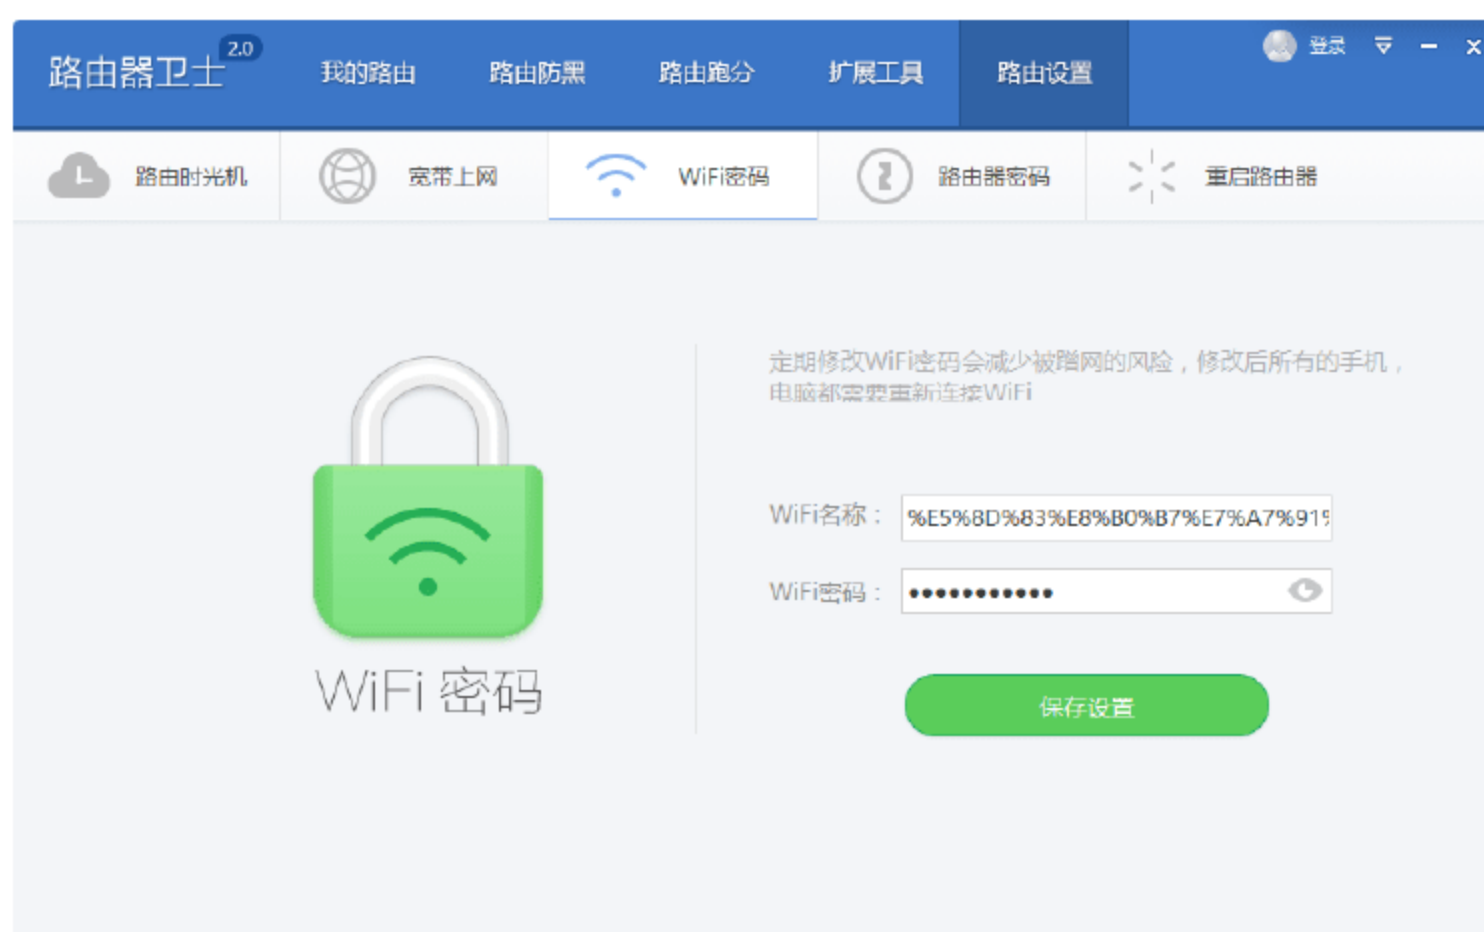 路由器卫士 2.0
我的路由
路由防黑
路由跑分
扩展工具
路由设置
登录
路由时光机
宽带上网
WiFi密码
路由器密码
重启路由器
定期修改WiFi密码会减少被蹭网的风险，修改后所有的手机，
电脑都需要重新连接WiFi
WiFi名称：
%E5%8D%83%E8%B0%B7%E7%A7%91%
WiFi密码：
•••••••••••
WiFi 密码
保存设置